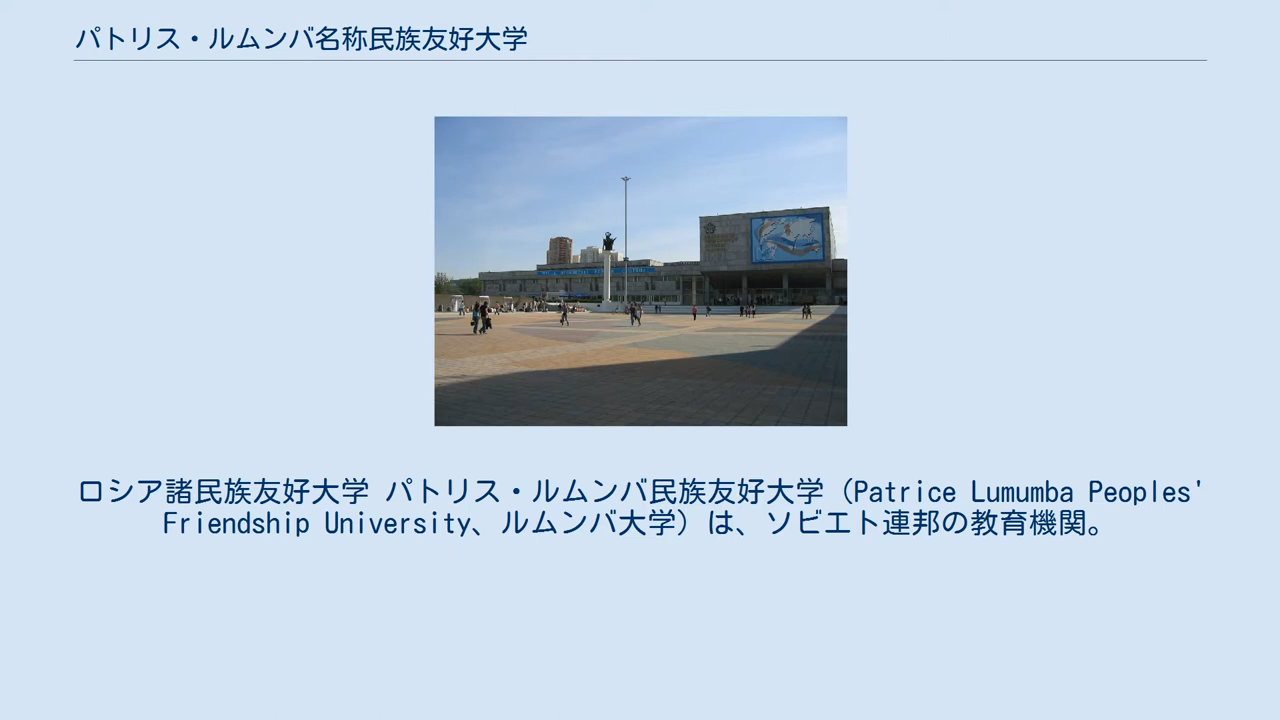 パトリス・ルムンバ名称民族友好大学
ロシア諸民族友好大学 パトリス・ルムンバ民族友好大学（Patrice Lumumba Peoples'
Friendship University、ルムンバ大学）は、ソビエト連邦の教育機関。